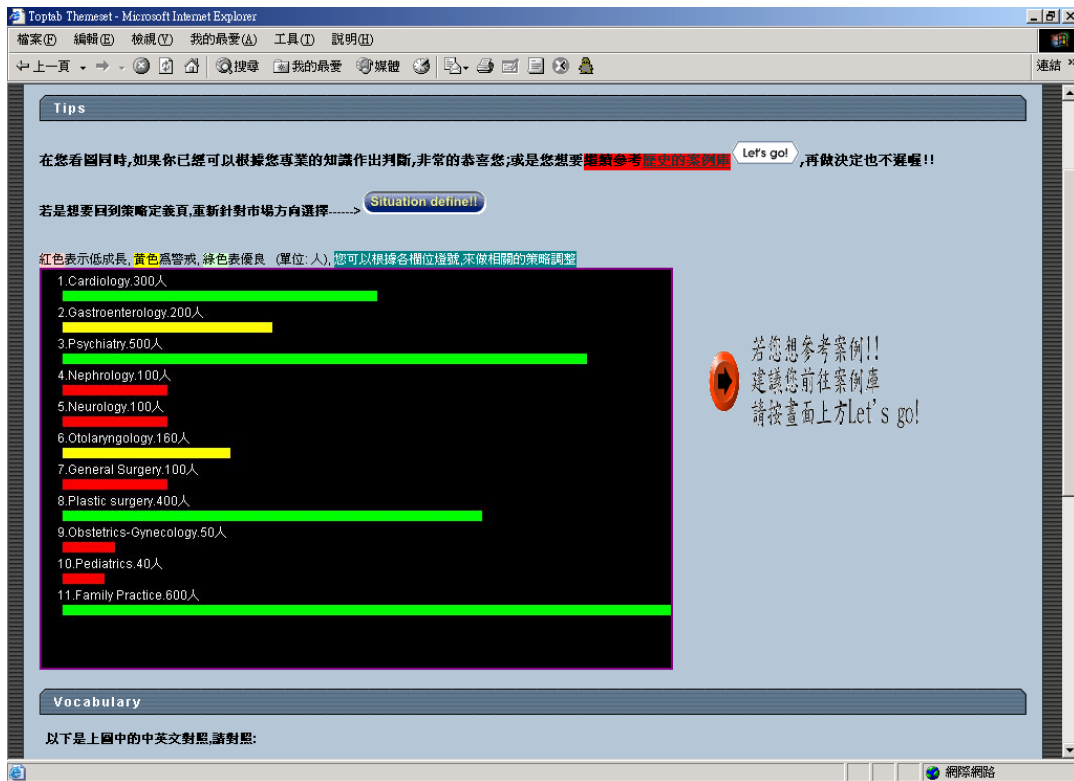 Toptab Themeset - Microsoft Internet Explorer
檔案(F) 編輯(E) 檢視(V) 我的最愛(A) 工具(T) 說明(H)
上一頁 搜尋 我的最愛 媒體 連結 »
Tips
在您看圖同時,如果你已經可以根據您專業的知識作出判斷,非常的恭喜您;或是您想要繼續參考歷史的案例庫 Let's go! ,再做決定也不遲喔!!
若是想要回到策略定義頁,重新針對市場方向選擇-----> Situation define!!
紅色表示低成長, 黃色為警戒, 綠色表優良 (單位: 人), 您可以根據各欄位燈號,來做相關的策略調整
1.Cardiology.300人
2.Gastroenterology.200人
3.Psychiatry.500人
4.Nephrology.100人
5.Neurology.100人
6.Otolaryngology.160人
7.General Surgery.100人
8.Plastic surgery.400人
9.Obstetrics-Gynecology.50人
10.Pediatrics.40人
11.Family Practice.600人
若您想參考案例!!
建議您前往案例庫
請按畫面上方Let's go!
Vocabulary
以下是上圖中的中英文對照,請對照:
網際網路